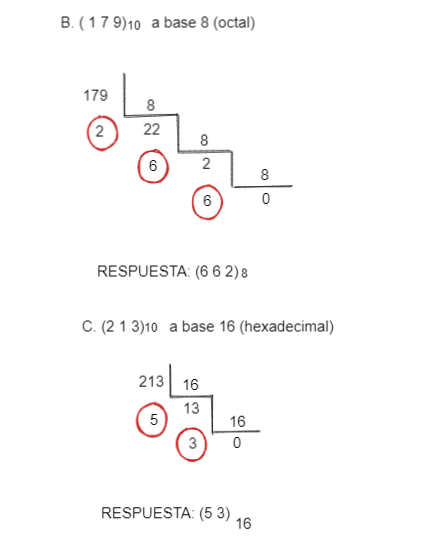 B. ( 1 7 9)10 a base 8 (octal)
179 8
2 22 8
6 2 8
6 0
RESPUESTA: (6 6 2) 8
C. (2 1 3)10 a base 16 (hexadecimal)
213 16
5 13 16
3 0
RESPUESTA: (5 3) 16